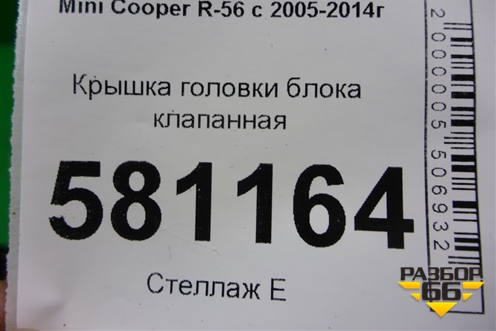 Mini Cooper R-56 с 2005-2014г
Крышка головки блока
клапанная
581164
Стеллаж Е
2000005506932
РАЗБОР
66